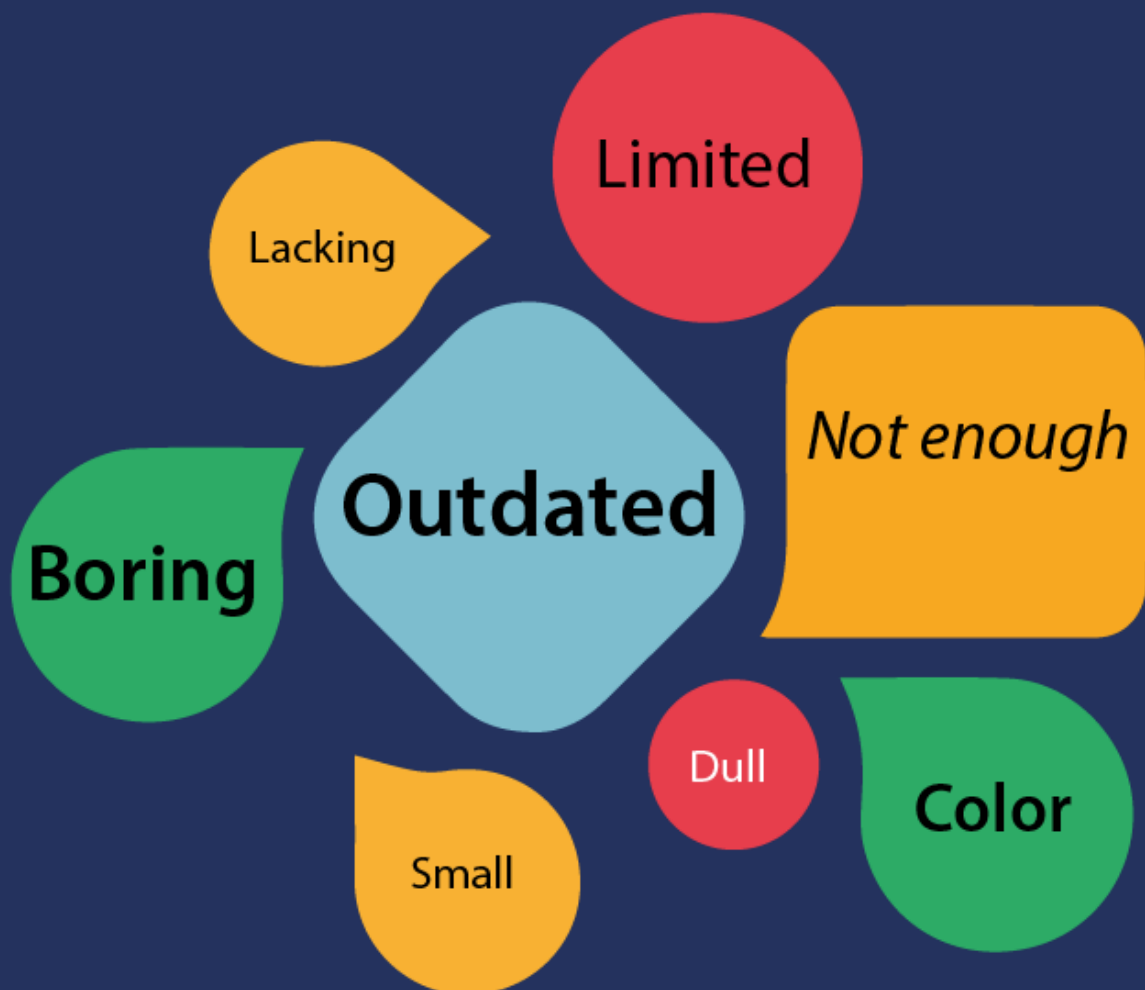 Limited
Lacking
Not enough
Outdated
Boring
Dull
Color
Small